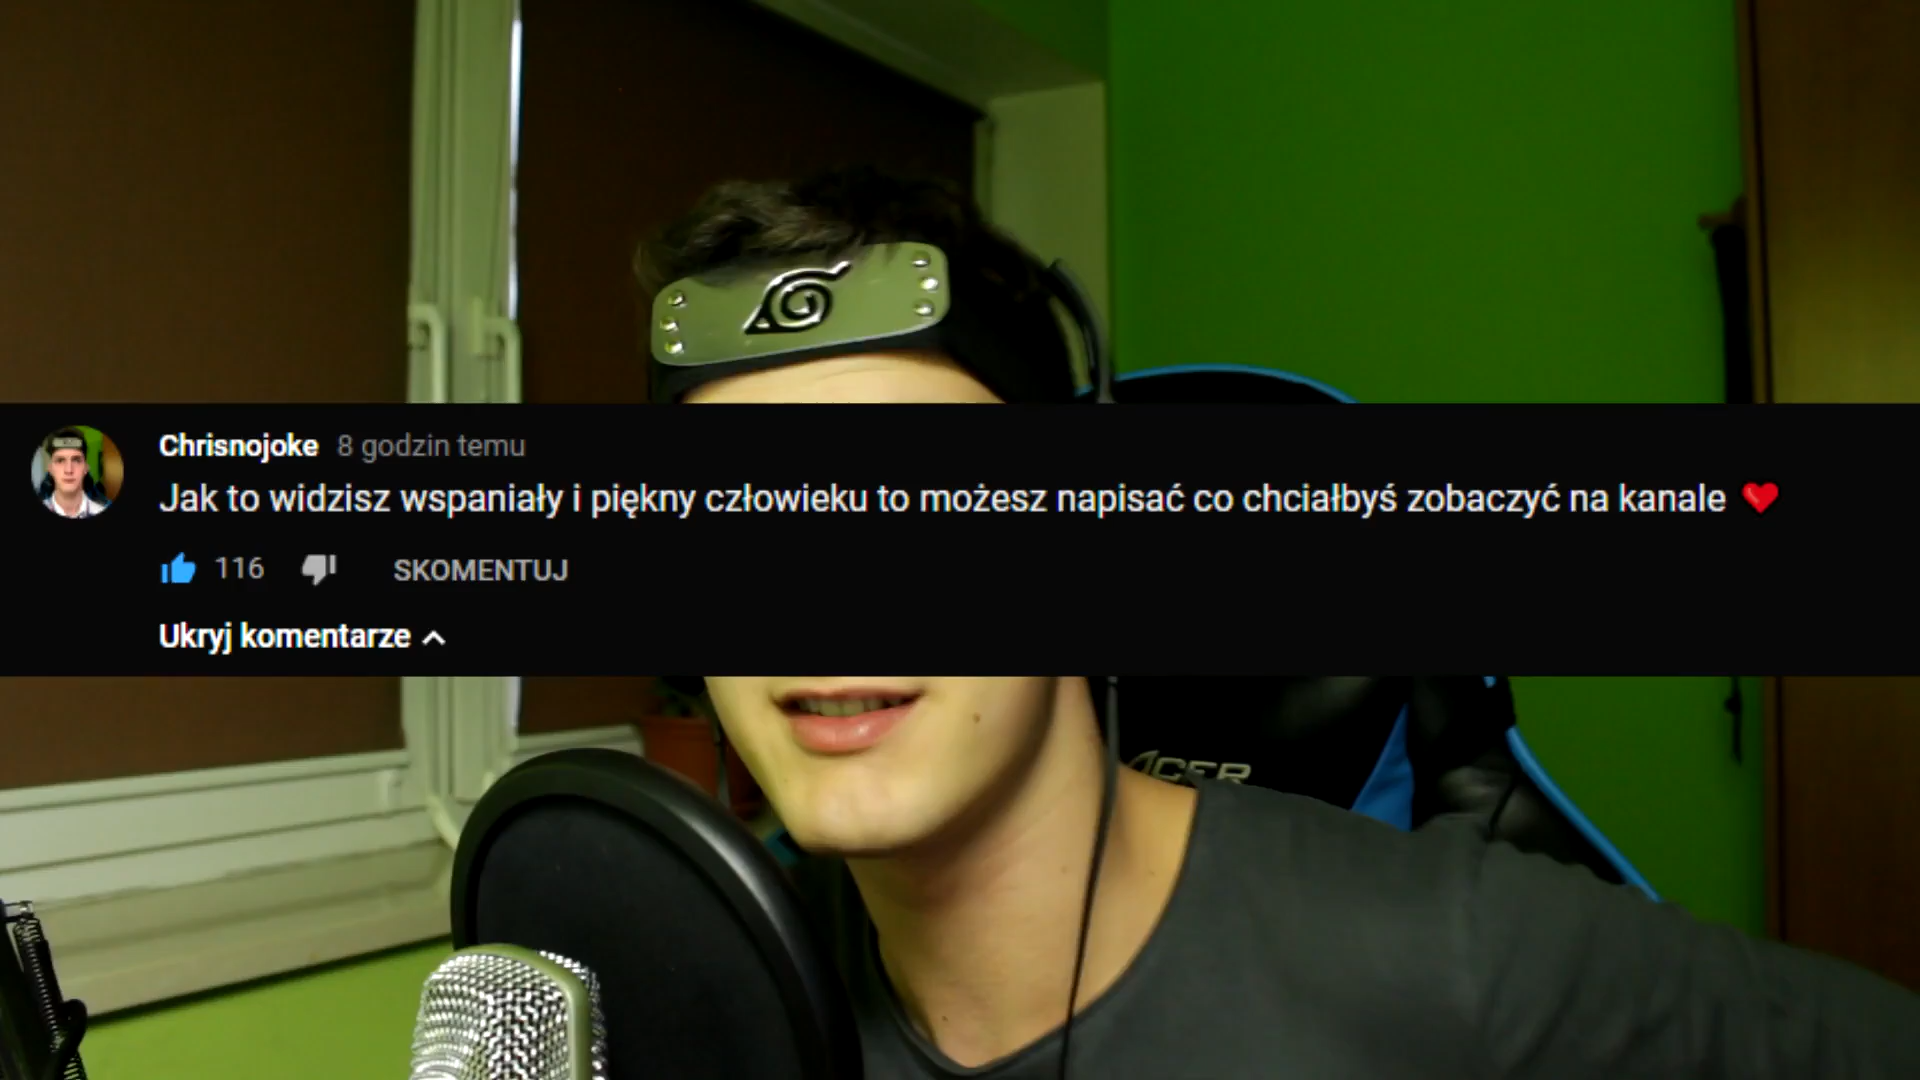 Chrisnojoke 8 godzin temu
Jak to widzisz wspaniały i piękny człowieku to możesz napisać co chciałbyś zobaczyć na kanale ❤️
116 SKOMENTUJ
Ukryj komentarze
ACER